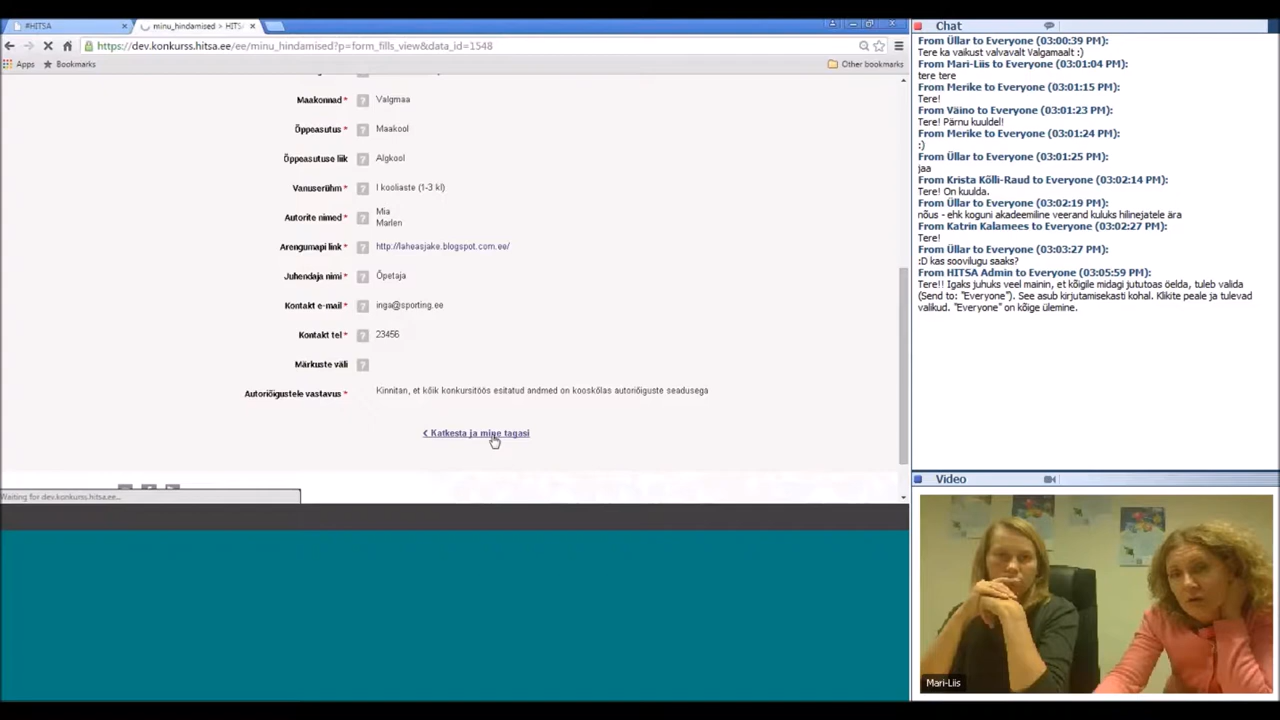 #HITSA
minu_hindamised > HITS
https://dev.konkurss.hitsa.ee/ee/minu_hindamised?p=form_fills_view&data_id=1548
Apps
Bookmarks
Other bookmarks
Maakonnad * ? Valgmaa
Õppeasutus * ? Maakool
Õppeasutuse liik ? Algkool
Vanuserühm * ? I kooliaste (1-3 kl)
Autorite nimed * ? Mia
Marlen
Arengumapi link * ? http://laheasjake.blogspot.com.ee/
Juhendaja nimi * ? Õpetaja
Kontakt e-mail * ? inga@sporting.ee
Kontakt tel * ? 23456
Märkuste väli ?
Autoriõigustele vastavus * Kinnitan, et kõik konkursitöös esitatud andmed on kooskõlas autoriõiguste seadusega
< Katkesta ja mine tagasi
Waiting for dev.konkurss.hitsa.ee...
Chat
From Üllar to Everyone (03:00:39 PM):
Tere ka vaikust valvavalt Valgamaalt :)
From Mari-Liis to Everyone (03:01:04 PM):
tere tere
From Merike to Everyone (03:01:15 PM):
Tere!
From Väino to Everyone (03:01:23 PM):
Tere! Pärnu kuuldel!
From Merike to Everyone (03:01:24 PM):
:)
From Üllar to Everyone (03:01:25 PM):
jaa
From Krista Kõlli-Raud to Everyone (03:02:14 PM):
Tere! On kuulda.
From Üllar to Everyone (03:02:19 PM):
nõus - ehk koguni akadeemiline veerand kuluks hilinejatele ära
From Katrin Kalamees to Everyone (03:02:27 PM):
Tere!
From Üllar to Everyone (03:03:27 PM):
:D kas soovilugu saaks?
From HITSA Admin to Everyone (03:05:59 PM):
Tere!! Igaks juhuks veel mainin, et kõigile midagi jututoas öelda, tuleb valida
(Send to: "Everyone"). See asub kirjutamisekasti kohal. Klikite peale ja tulevad
valikud. "Everyone" on kõige ülemine.
Video
Mari-Liis